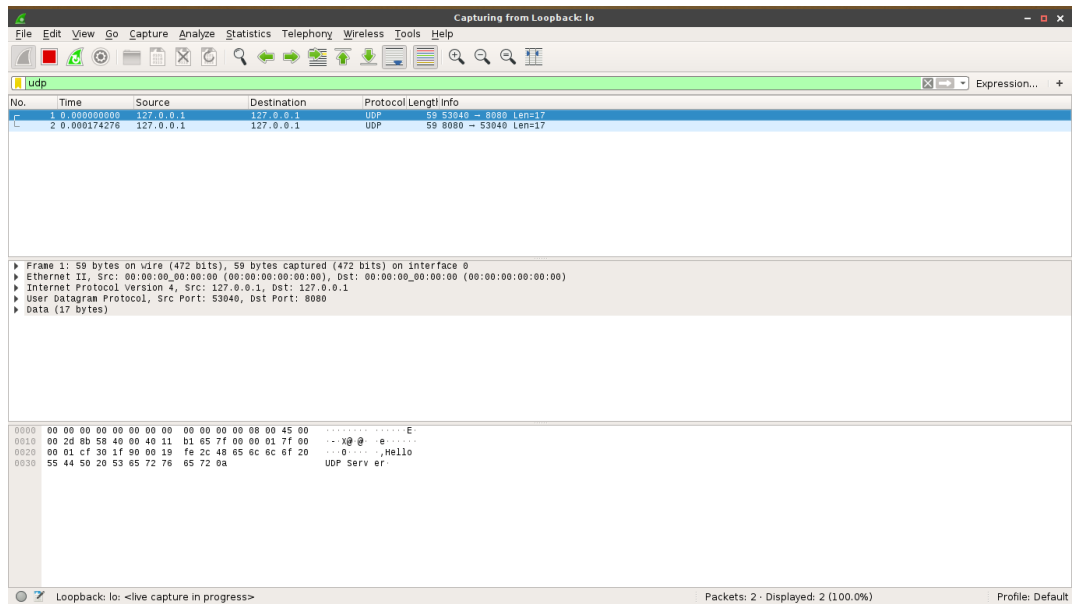 Capturing from Loopback: lo
File Edit View Go Capture Analyze Statistics Telephony Wireless Tools Help
udp Expression... +
No. Time Source Destination Protocol Lengtl Info
1 0.000000000 127.0.0.1 127.0.0.1 UDP 59 53040 → 8080 Len=17
2 0.000174276 127.0.0.1 127.0.0.1 UDP 59 8080 → 53040 Len=17
Frame 1: 59 bytes on wire (472 bits), 59 bytes captured (472 bits) on interface 0
Ethernet II, Src: 00:00:00_00:00:00 (00:00:00:00:00:00), Dst: 00:00:00_00:00:00 (00:00:00:00:00:00)
Internet Protocol Version 4, Src: 127.0.0.1, Dst: 127.0.0.1
User Datagram Protocol, Src Port: 53040, Dst Port: 8080
Data (17 bytes)
0000 00 00 00 00 00 00 00 00 00 00 00 00 08 00 45 00 ········ ······E·
0010 00 2d 8b 58 40 00 40 11 b1 65 7f 00 00 01 7f 00 ·-·X@·@· ·e······
0020 00 01 cf 30 1f 90 00 19 fe 2c 48 65 6c 6c 6f 20 ···0···· ·,Hello
0030 55 44 50 20 53 65 72 76 65 72 0a UDP Serv er·
Loopback: lo: <live capture in progress> Packets: 2 · Displayed: 2 (100.0%) Profile: Default